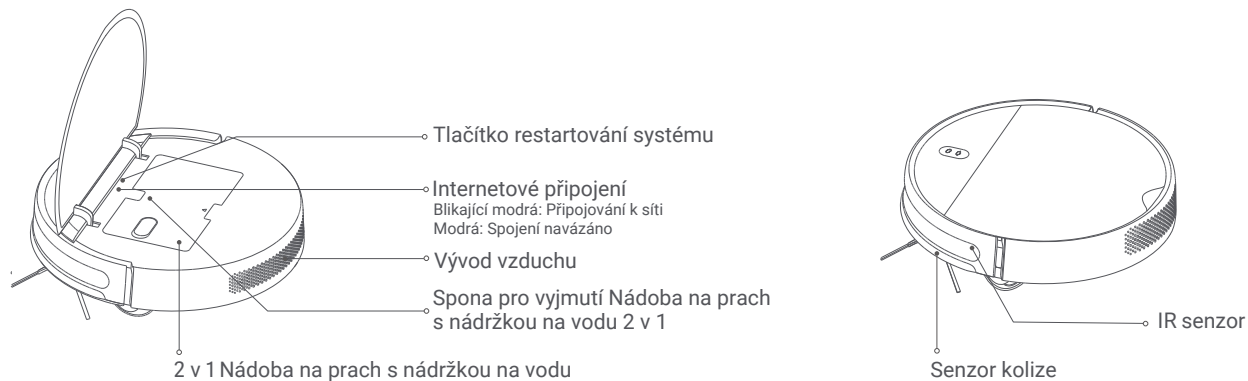 Tlačítko restartování systému
Internetové připojení
Blikající modrá: Připojování k síti
Modrá: Spojení navázáno
Vývod vzduchu
Spona pro vyjmutí Nádoba na prach
s nádržkou na vodu 2 v 1
2 v 1 Nádoba na prach s nádržkou na vodu
IR senzor
Senzor kolize